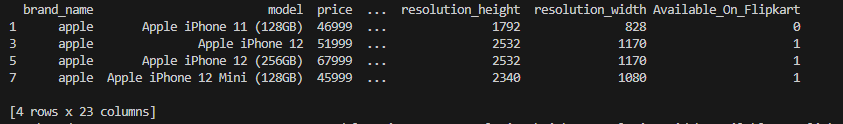 brand_name model price ... resolution_height resolution_width Available_On_Flipkart
1 apple Apple iPhone 11 (128GB) 46999 ... 1792 828 0
3 apple Apple iPhone 12 51999 ... 2532 1170 1
5 apple Apple iPhone 12 (256GB) 67999 ... 2532 1170 1
7 apple Apple iPhone 12 Mini (128GB) 45999 ... 2340 1080 1
[4 rows x 23 columns]